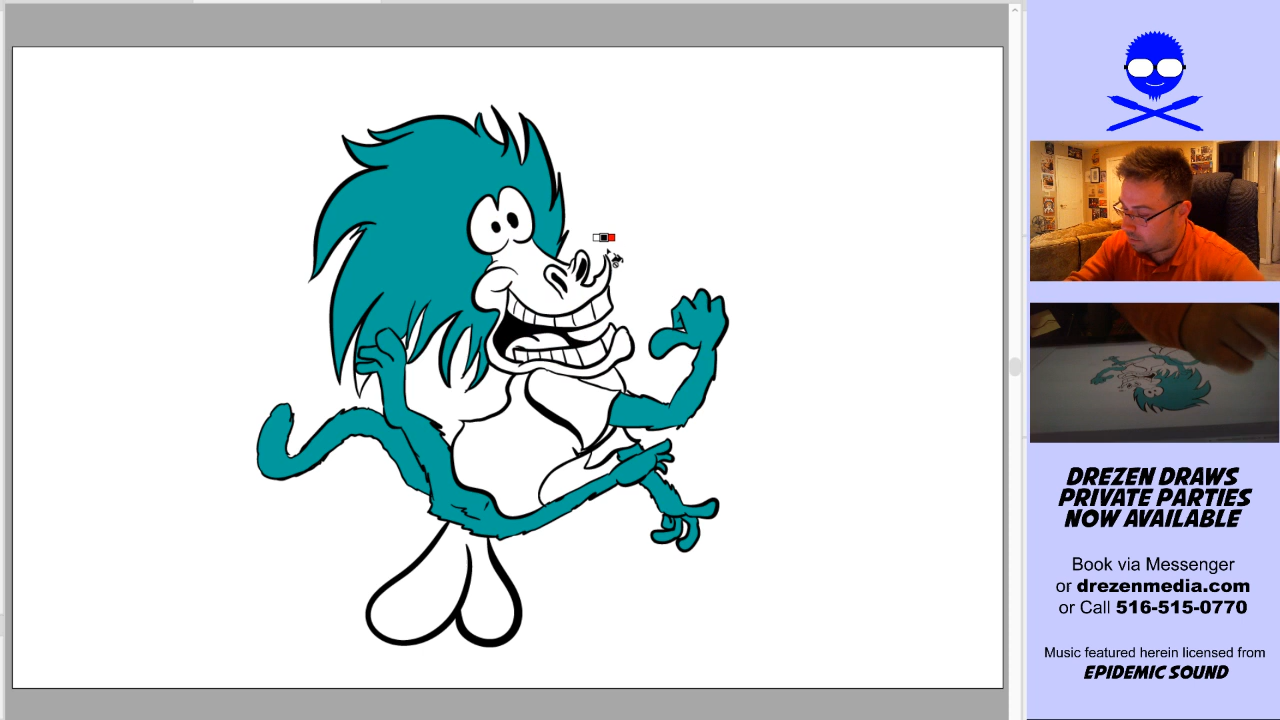 DREZEN DRAWS
PRIVATE PARTIES
NOW AVAILABLE
Book via Messenger
or drezenmedia.com
or Call 516-515-0770
Music featured herein licensed from
EPIDEMIC SOUND